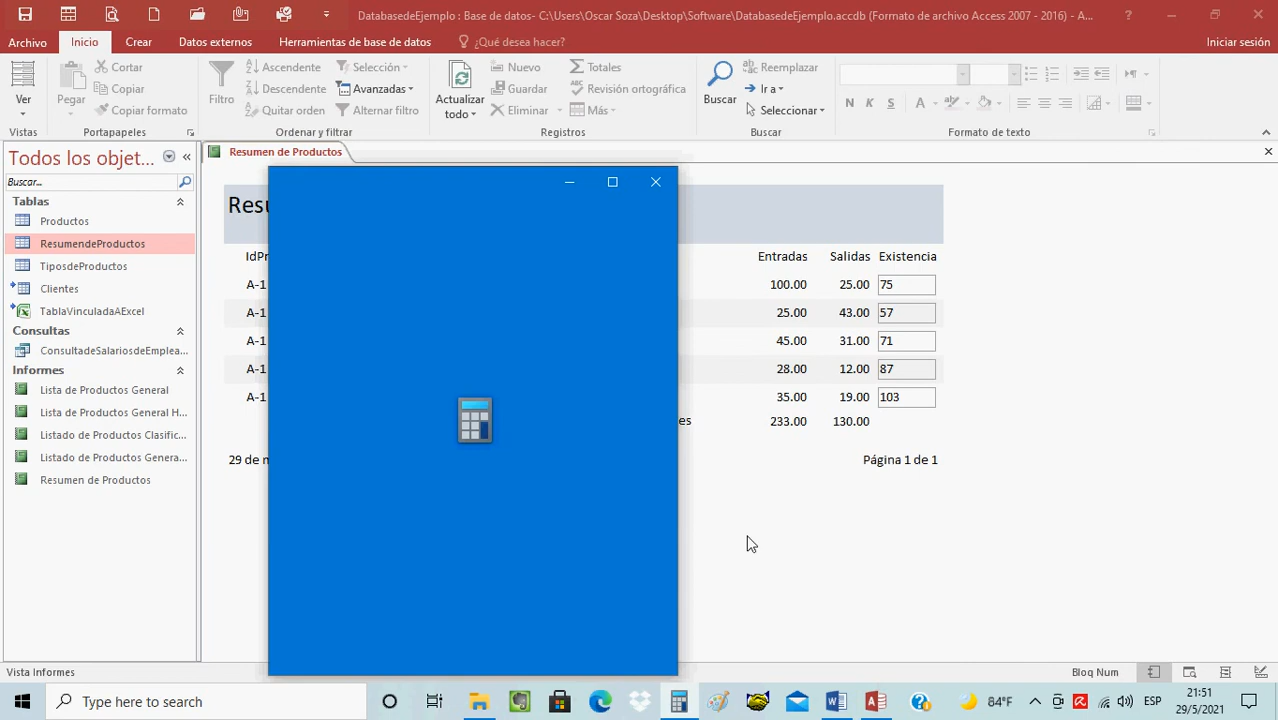 DatabasedeEjemplo : Base de datos- C:\Users\Oscar Soza\Desktop\Software\DatabasedeEjemplo.accdb (Formato de archivo Access 2007 - 2016) - A...
Archivo Inicio Crear Datos externos Herramientas de base de datos ¿Qué desea hacer? Iniciar sesión
Cortar Ascendente Selección Nuevo Totales Reemplazar
Copiar Descendente Avanzadas Guardar Revisión ortográfica Ir a
Ver Pegar Filtro Actualizar todo Buscar
Copiar formato Quitar orden Alternar filtro Eliminar Más Seleccionar
N K S A
Vistas Portapapeles Ordenar y filtrar Registros Buscar Formato de texto
Todos los objet... Resumen de Productos
Buscar...
Tablas
Productos
ResumendeProductos
TiposdeProductos
Clientes
TablaVinculadaAExcel
Consultas
ConsultadeSalariosdeEmplea...
Informes
Lista de Productos General
Lista de Productos General H...
Listado de Productos Clasific...
Listado de Productos Genera...
Resumen de Productos
Resu
IdPr Entradas Salidas Existencia
A-1 100.00 25.00 75
A-1 25.00 43.00 57
A-1 45.00 31.00 71
A-1 28.00 12.00 87
A-1 35.00 19.00 103
es 233.00 130.00
29 de m Página 1 de 1
Vista Informes Bloq Num
Type here to search 84°F ESP 21:51
29/5/2021